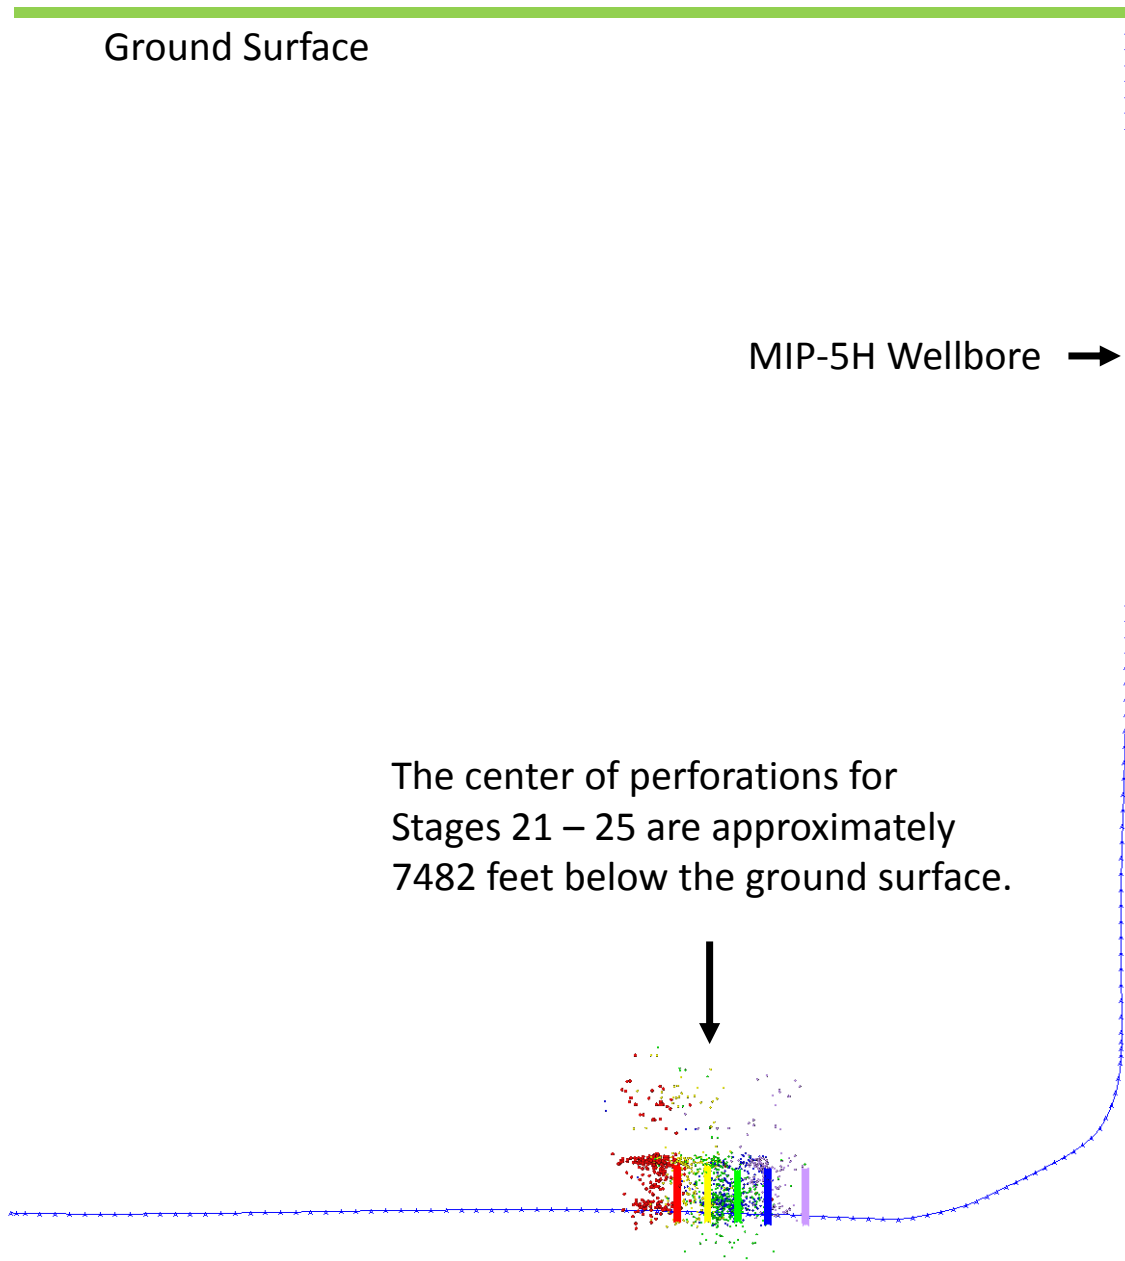 Ground Surface
MIP-5H Wellbore
The center of perforations for
Stages 21 – 25 are approximately
7482 feet below the ground surface.